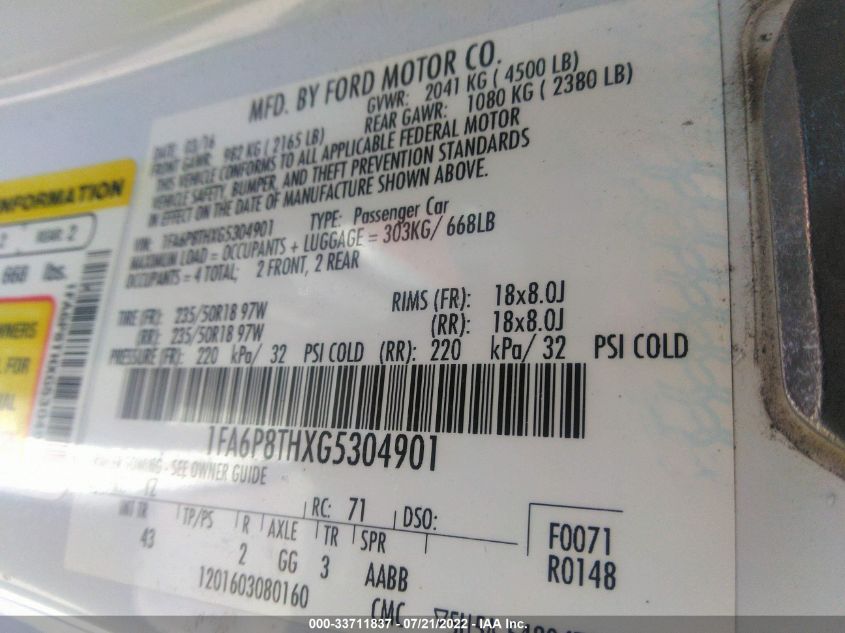 MFD. BY FORD MOTOR CO.
DATE: 03/16 GVWR: 2041 KG ( 4500 LB)
FRONT GAWR: 982 KG ( 2165 LB) REAR GAWR: 1080 KG ( 2380 LB)
THIS VEHICLE CONFORMS TO ALL APPLICABLE FEDERAL MOTOR
VEHICLE SAFETY, BUMPER, AND THEFT PREVENTION STANDARDS
IN EFFECT ON THE DATE OF MANUFACTURE SHOWN ABOVE.
VIN: 1FA6P8THXG5304901 TYPE: Passenger Car
MAXIMUM LOAD = OCCUPANTS + LUGGAGE = 303KG/ 668LB
OCCUPANTS = 4 TOTAL; 2 FRONT, 2 REAR
TIRE (FR): 235/50R18 97W RIMS (FR): 18x8.0J
(RR): 235/50R18 97W (RR): 18x8.0J
PRESSURE (FR): 220 kPa/ 32 PSI COLD (RR): 220 kPa/ 32 PSI COLD
1FA6P8THXG5304901
- SEE OWNER GUIDE
RC: 71 DSO:
INT TR TP/PS R AXLE TR SPR
43 2 GG 3 AABB
F0071
R0148
1201603080160
CMC
INFORMATION
REAR 2
668 lbs.
OWNERS
FOR
000-33711837 - 07/21/2022 - IAAI.COM